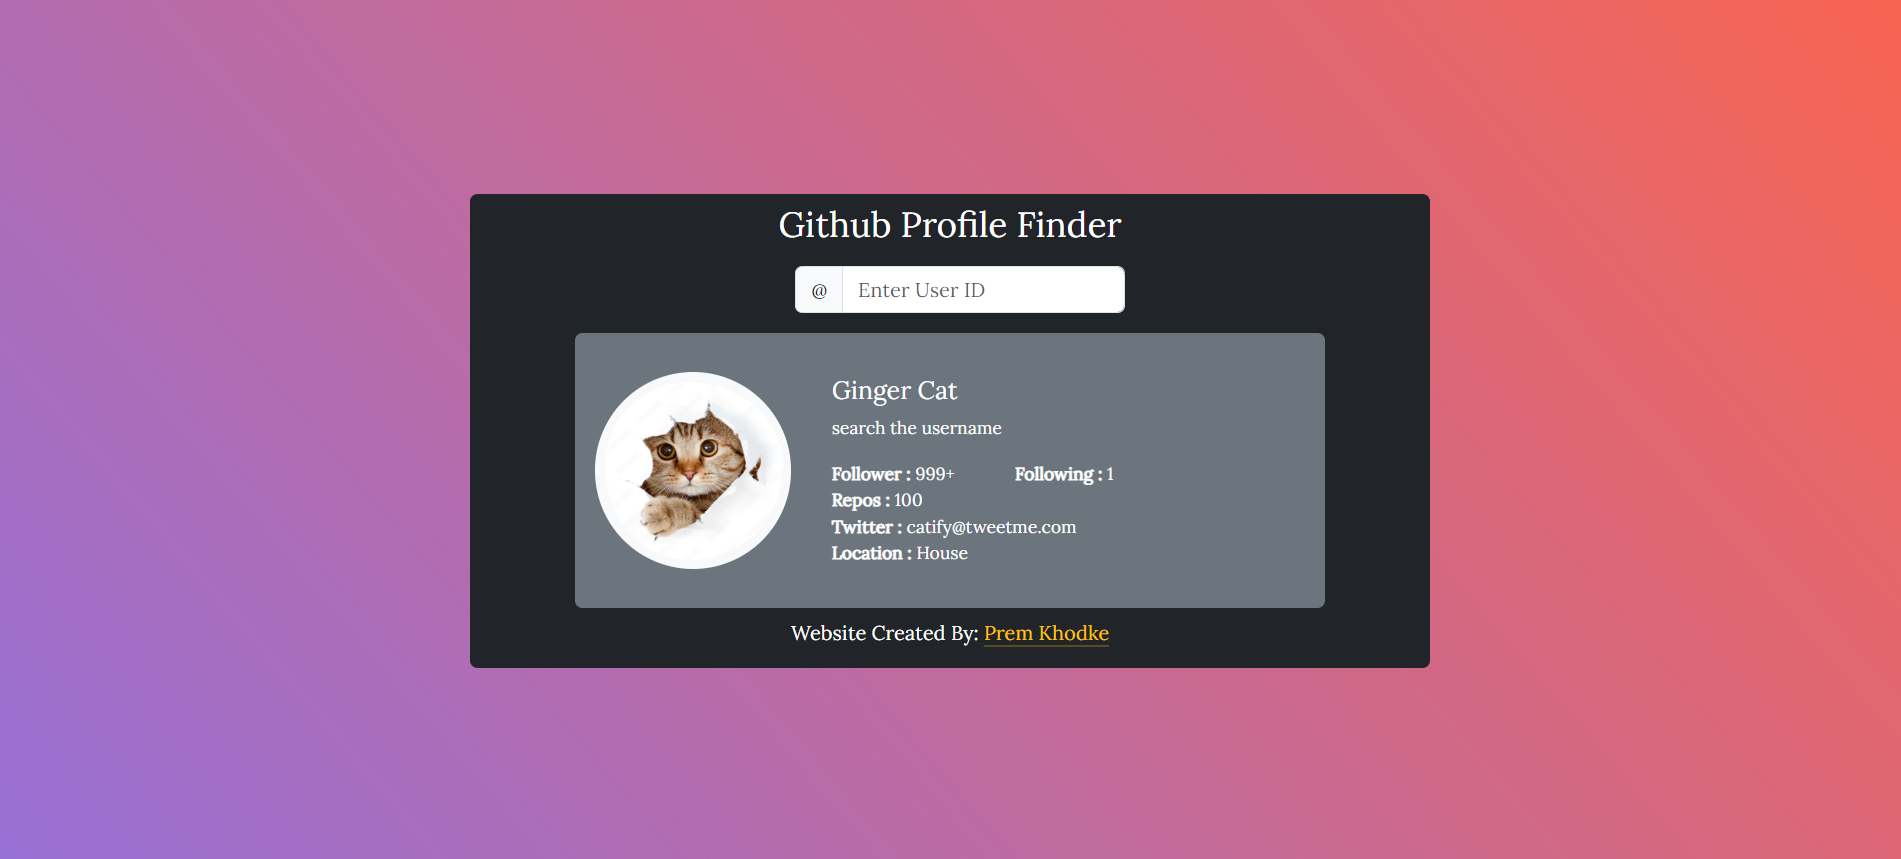 Github Profile Finder
@ Enter User ID
Ginger Cat
search the username
Follower : 999+ Following : 1
Repos : 100
Twitter : catify@tweetme.com
Location : House
Website Created By: Prem Khodke